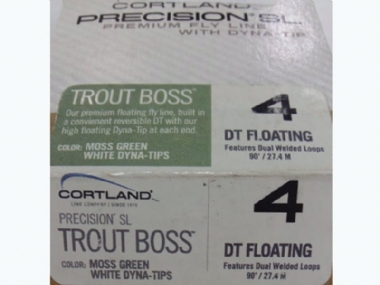 CORTLAND
PRECISION SL
PREMIUM FLY LINE
WITH DYNA-TIP
TROUT BOSS™
Our premium floating fly line, built in
a convenient reversible DT with our
high floating Dyna-Tip at each end.
COLOR: MOSS GREEN
WHITE DYNA-TIPS
4
DT FLOATING
Features Dual Welded Loops
90' / 27.4 M
CORTLAND
LINE COMPANY | SINCE 1915
PRECISION SL
TROUT BOSS™
COLOR: MOSS GREEN
WHITE DYNA-TIPS
4
DT FLOATING
Features Dual Welded Loops
90' / 27.4 M